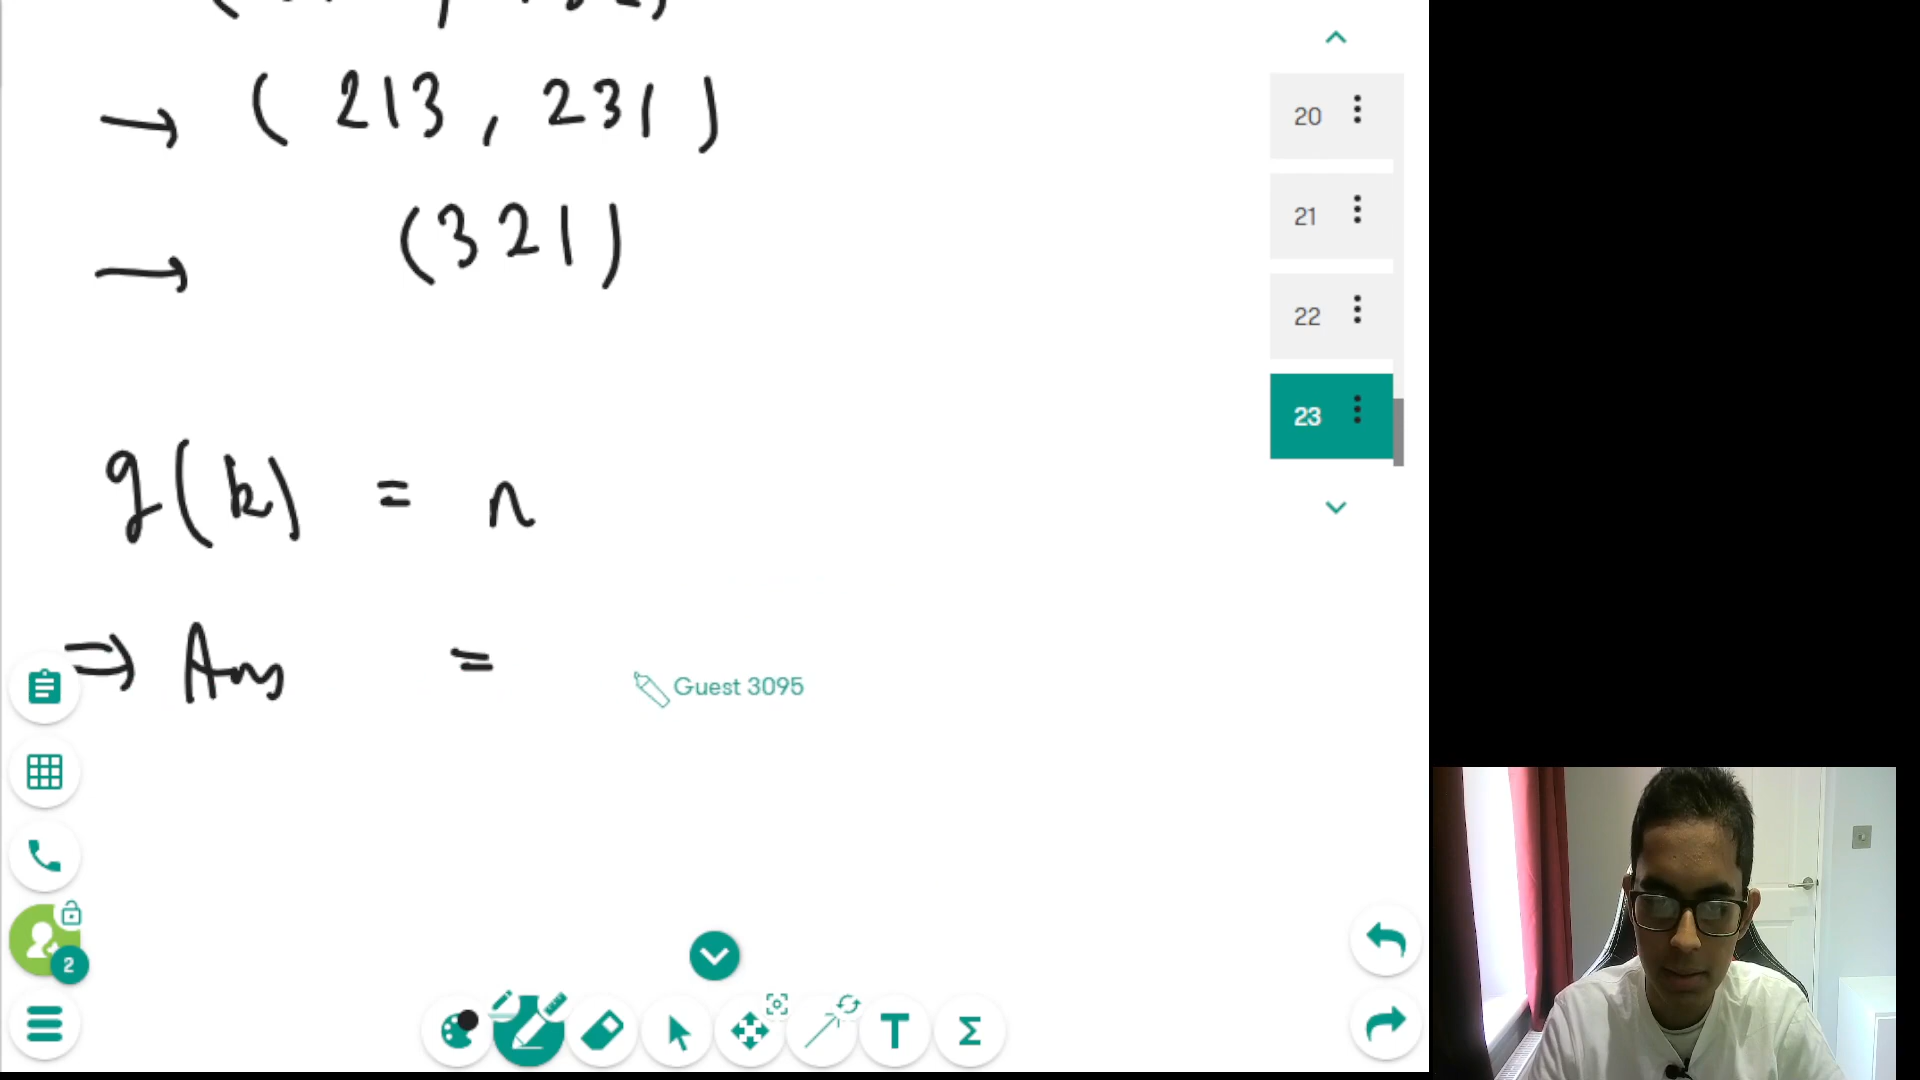 → ( 213 , 231 )
→ (321)
g(k) = n
⇒ Ans =
Guest 3095
20
21
22
23
2
T
Σ